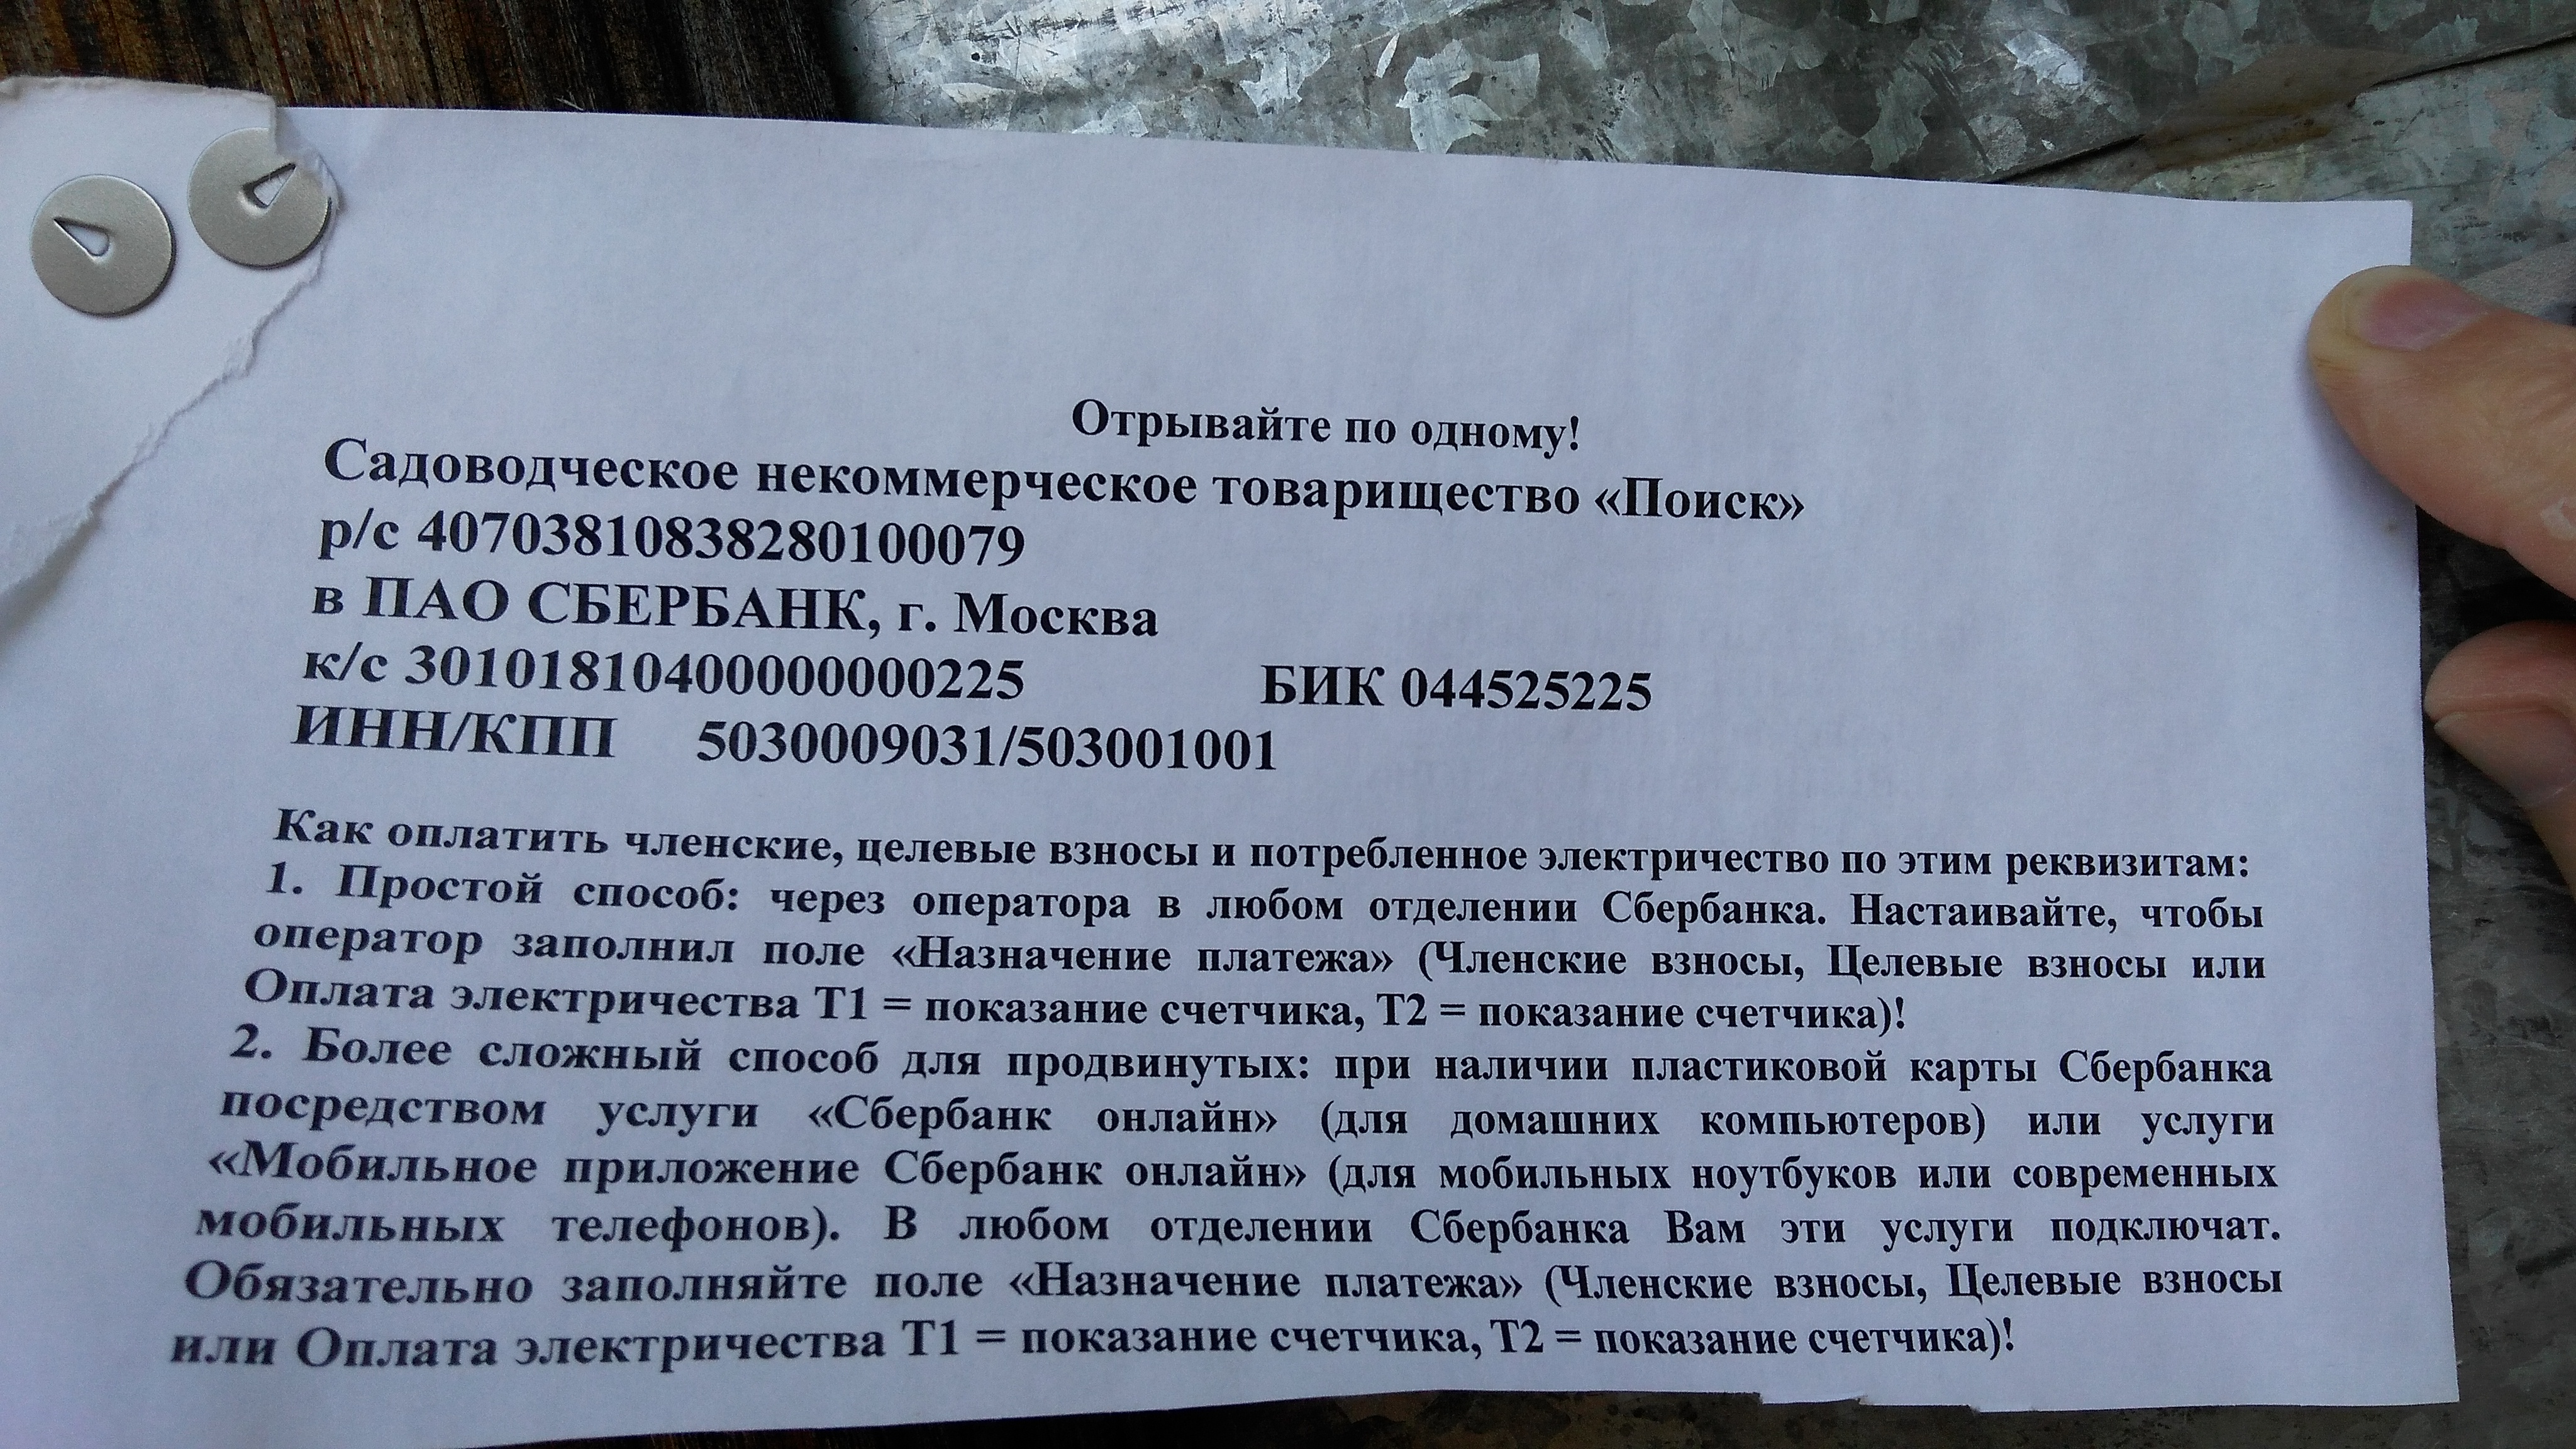 Отрывайте по одному!
Садоводческое некоммерческое товарищество «Поиск»
р/с 40703810838280100079
в ПАО СБЕРБАНК, г. Москва
к/с 30101810400000000225 БИК 044525225
ИНН/КПП 5030009031/503001001
Как оплатить членские, целевые взносы и потребленное электричество по этим реквизитам:
1. Простой способ: через оператора в любом отделении Сбербанка. Настаивайте, чтобы
оператор заполнил поле «Назначение платежа» (Членские взносы, Целевые взносы или
Оплата электричества Т1 = показание счетчика, Т2 = показание счетчика)!
2. Более сложный способ для продвинутых: при наличии пластиковой карты Сбербанка
посредством услуги «Сбербанк онлайн» (для домашних компьютеров) или услуги
«Мобильное приложение Сбербанк онлайн» (для мобильных ноутбуков или современных
мобильных телефонов). В любом отделении Сбербанка Вам эти услуги подключат.
Обязательно заполняйте поле «Назначение платежа» (Членские взносы, Целевые взносы
или Оплата электричества Т1 = показание счетчика, Т2 = показание счетчика)!